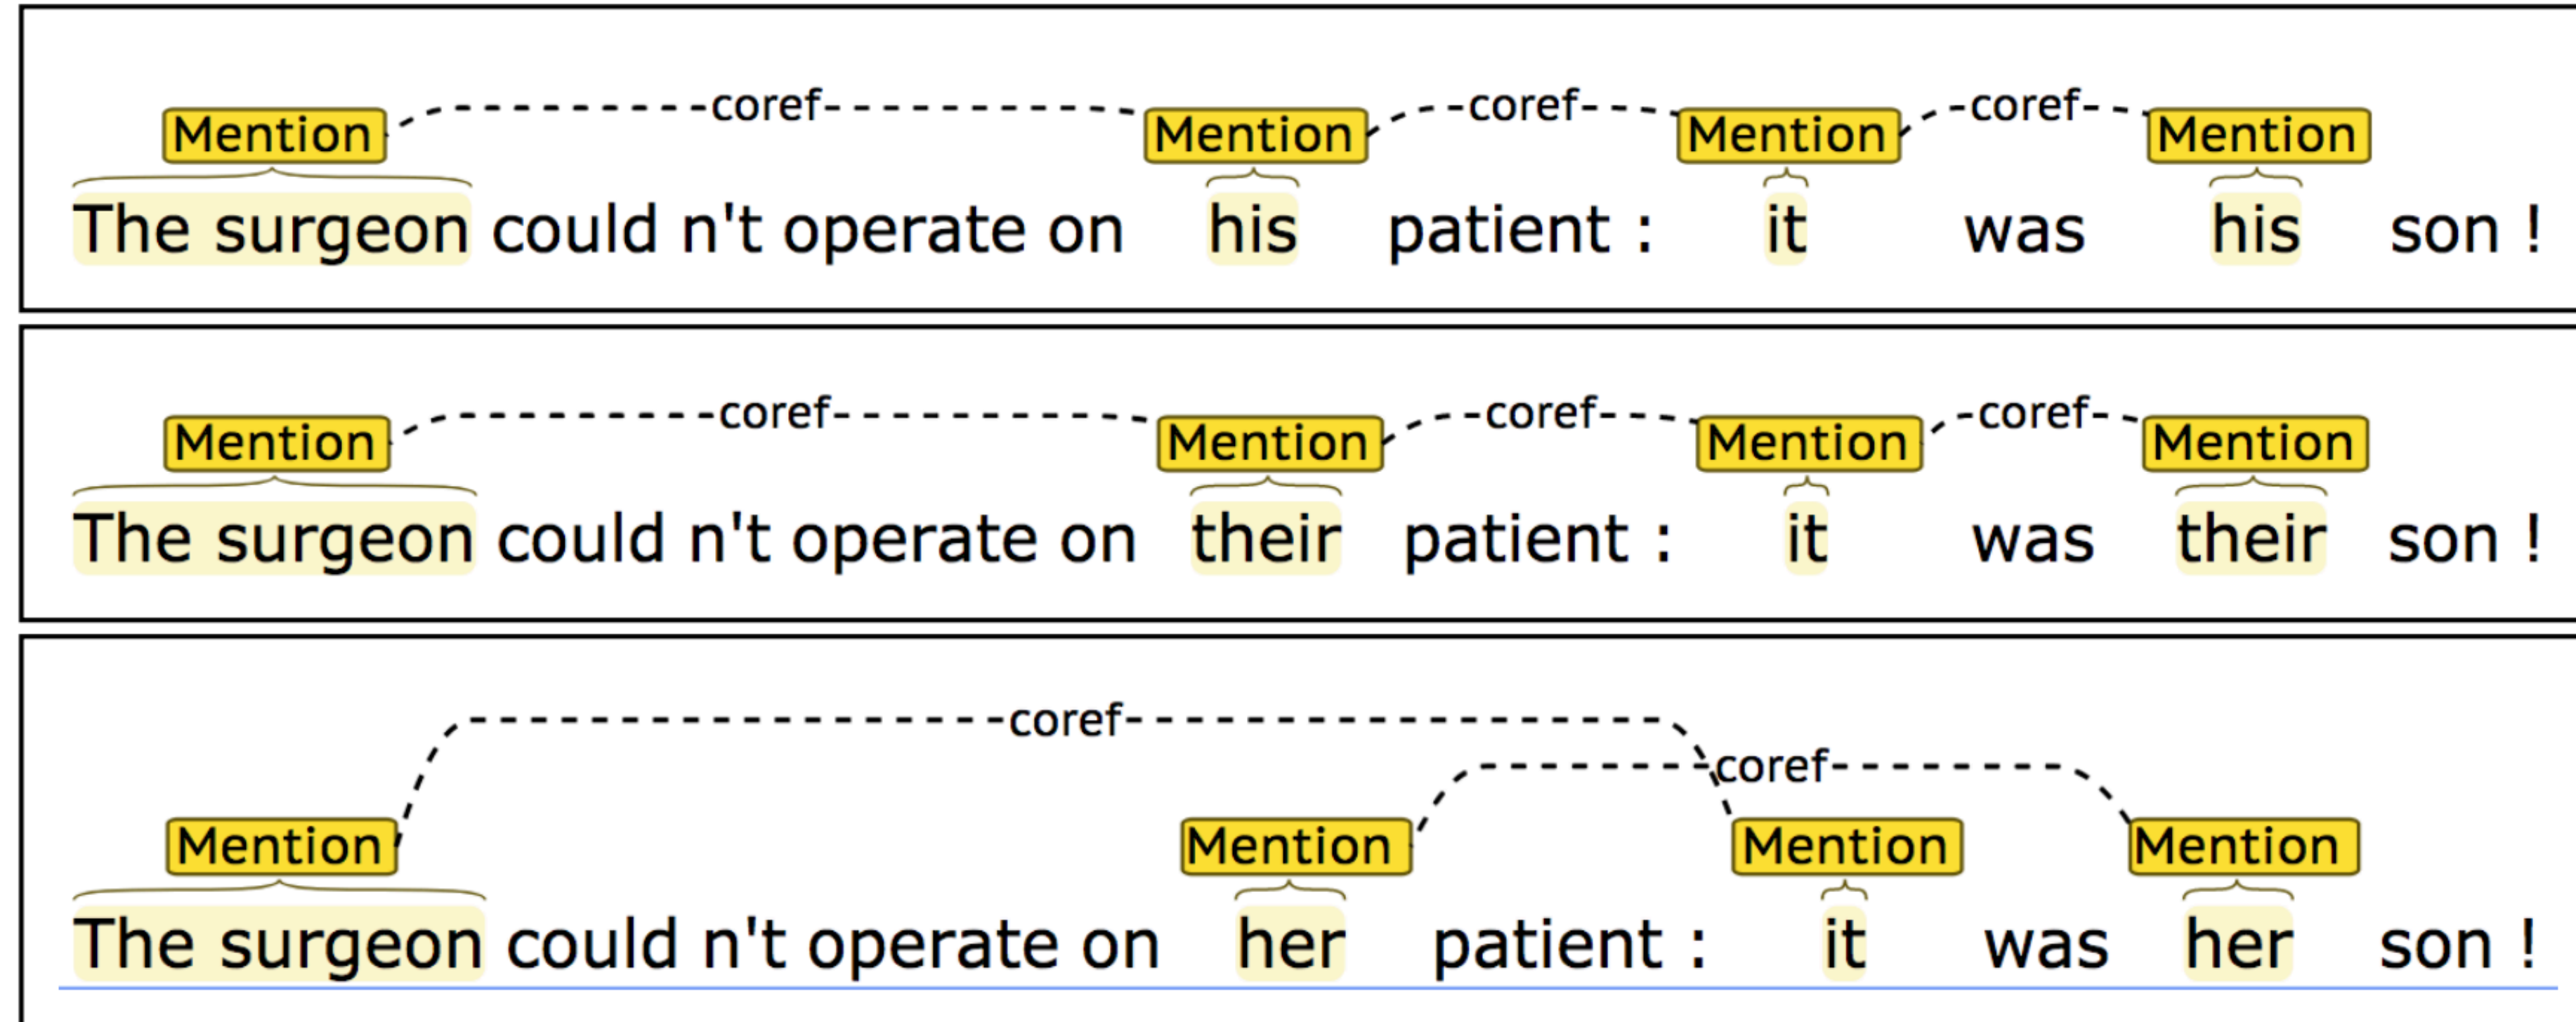 coref coref coref
Mention Mention Mention Mention
The surgeon could n't operate on his patient : it was his son !
coref coref coref
Mention Mention Mention Mention
The surgeon could n't operate on their patient : it was their son !
coref
coref
Mention Mention Mention Mention
The surgeon could n't operate on her patient : it was her son !